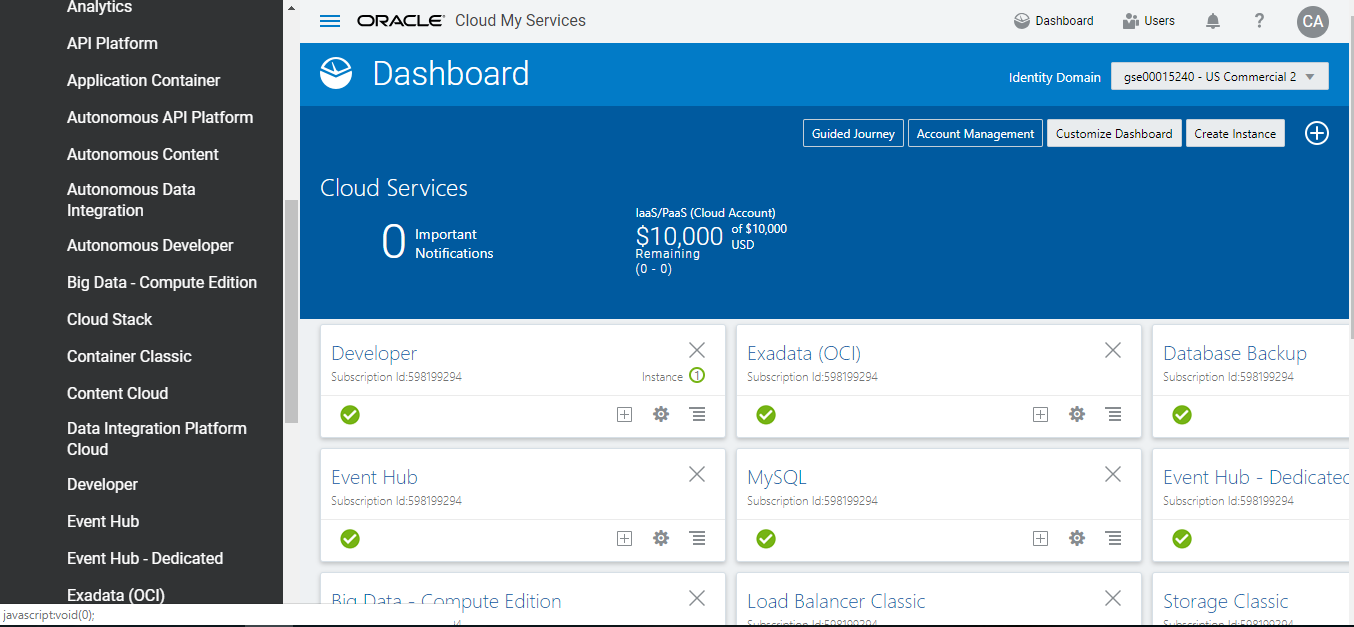 Analytics
API Platform
Application Container
Autonomous API Platform
Autonomous Content
Autonomous Data
Integration
Autonomous Developer
Big Data - Compute Edition
Cloud Stack
Container Classic
Content Cloud
Data Integration Platform
Cloud
Developer
Event Hub
Event Hub - Dedicated
Exadata (OCI)
javascript:void(0);
ORACLE Cloud My Services
Dashboard
Users
?
CA
Dashboard
Identity Domain
gse00015240 - US Commercial 2
Guided Journey
Account Management
Customize Dashboard
Create Instance
Cloud Services
0 Important
Notifications
IaaS/PaaS (Cloud Account)
$10,000 of $10,000
USD
Remaining
(0 - 0)
Developer
Subscription Id:598199294
Instance 1
Exadata (OCI)
Subscription Id:598199294
Database Backup
Subscription Id:598199294
Event Hub
Subscription Id:598199294
MySQL
Subscription Id:598199294
Event Hub - Dedicated
Subscription Id:598199294
Big Data - Compute Edition
Load Balancer Classic
Subscription Id:598199294
Storage Classic
Subscription Id:598199294